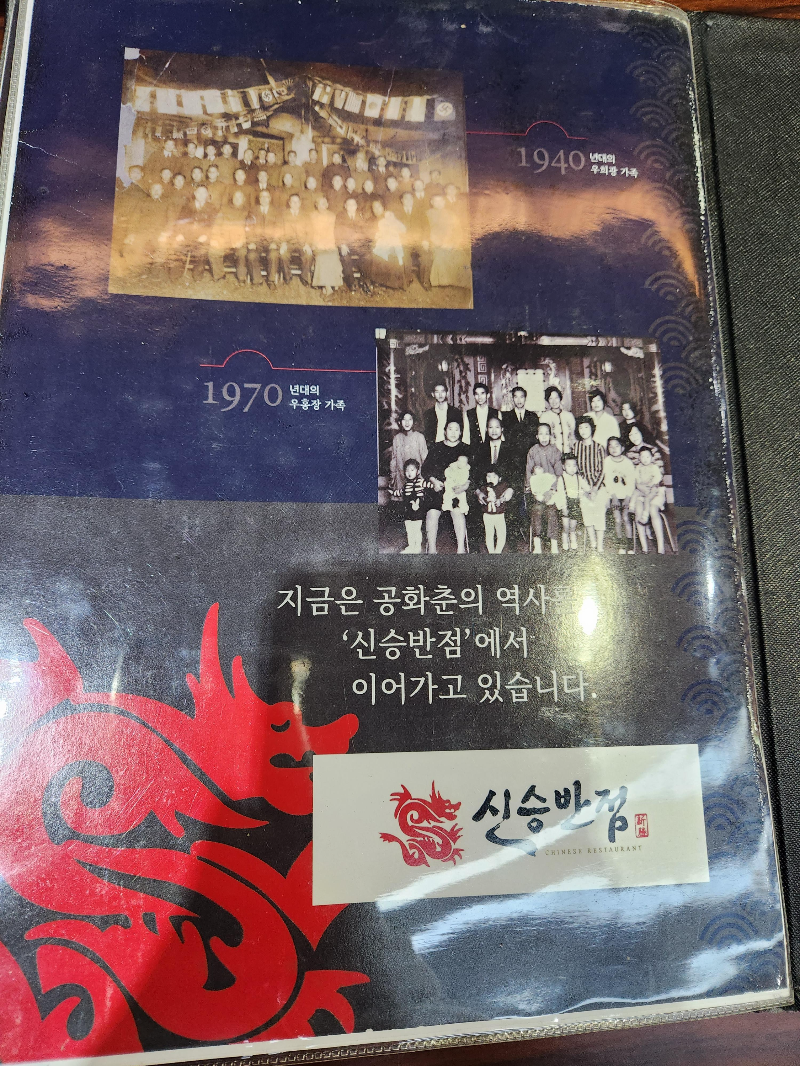 1940 년대의
우희광 가족
1970 년대의
우홍장 가족
지금은 공화춘의 역사
'신승반점'에서
이어가고 있습니다.
신승반점
CHINESE RESTAURANT